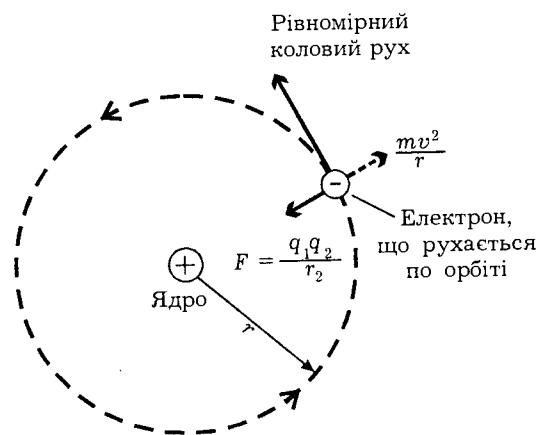 Рівномірний
коловий рух
mv²/r
−
Електрон,
що рухається
по орбіті
F = q₁q₂/r₂
+
Ядро
r